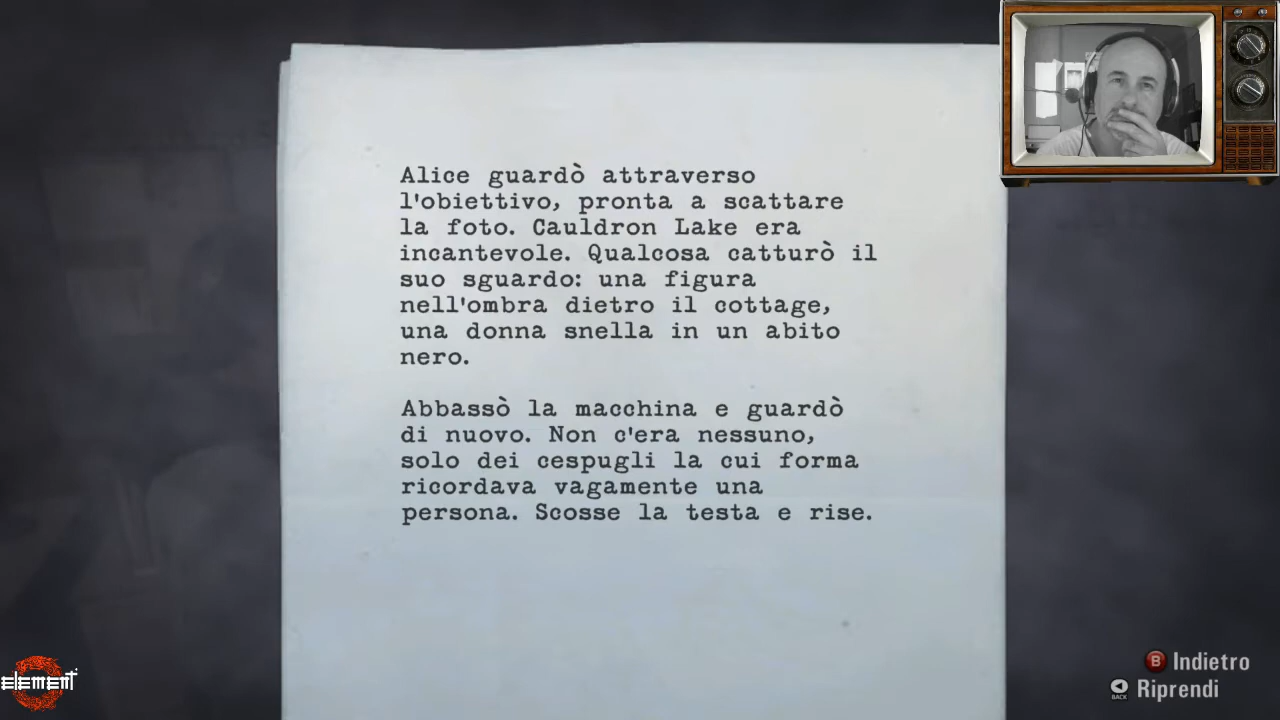 Alice guardò attraverso
l'obiettivo, pronta a scattare
la foto. Cauldron Lake era
incantevole. Qualcosa catturò il
suo sguardo: una figura
nell'ombra dietro il cottage,
una donna snella in un abito
nero.
Abbassò la macchina e guardò
di nuovo. Non c'era nessuno,
solo dei cespugli la cui forma
ricordava vagamente una
persona. Scosse la testa e rise.
element
B Indietro
BACK Riprendi